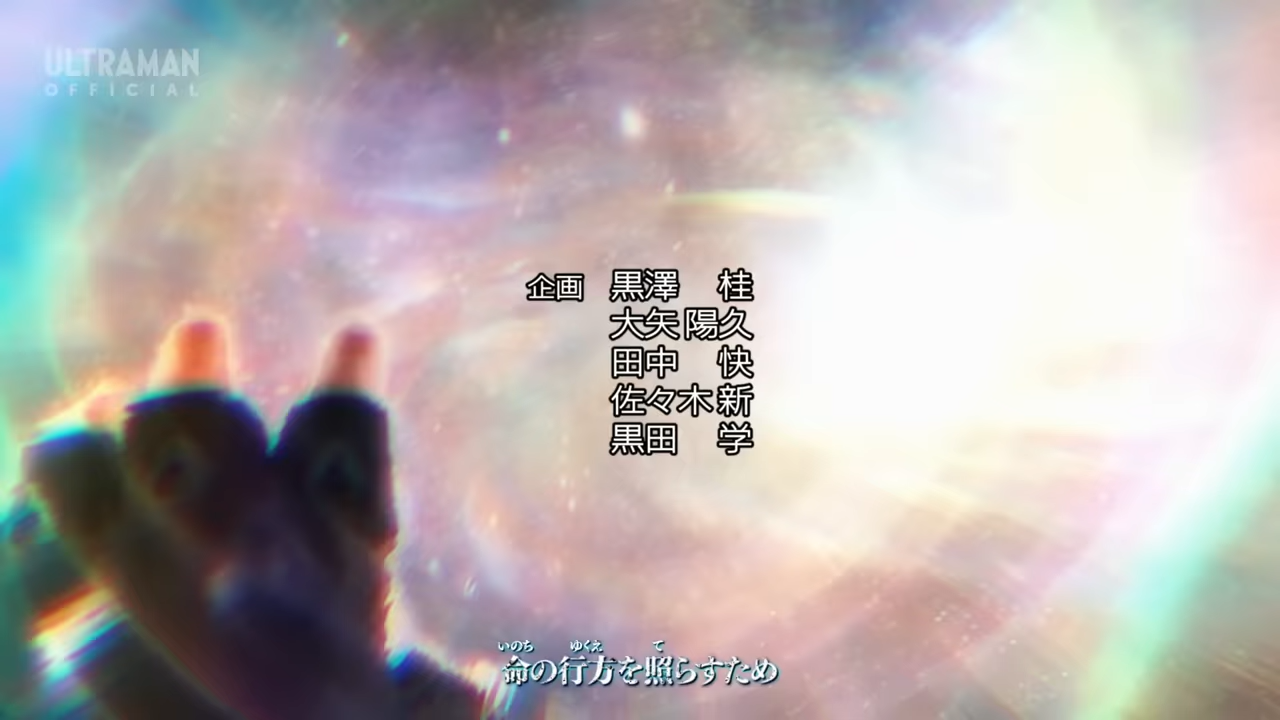 ULTRAMAN
OFFICIAL
企画 黒澤 桂
大矢陽久
田中 快
佐々木新
黒田 学
いのち ゆくえ て
命の行方を照らすため